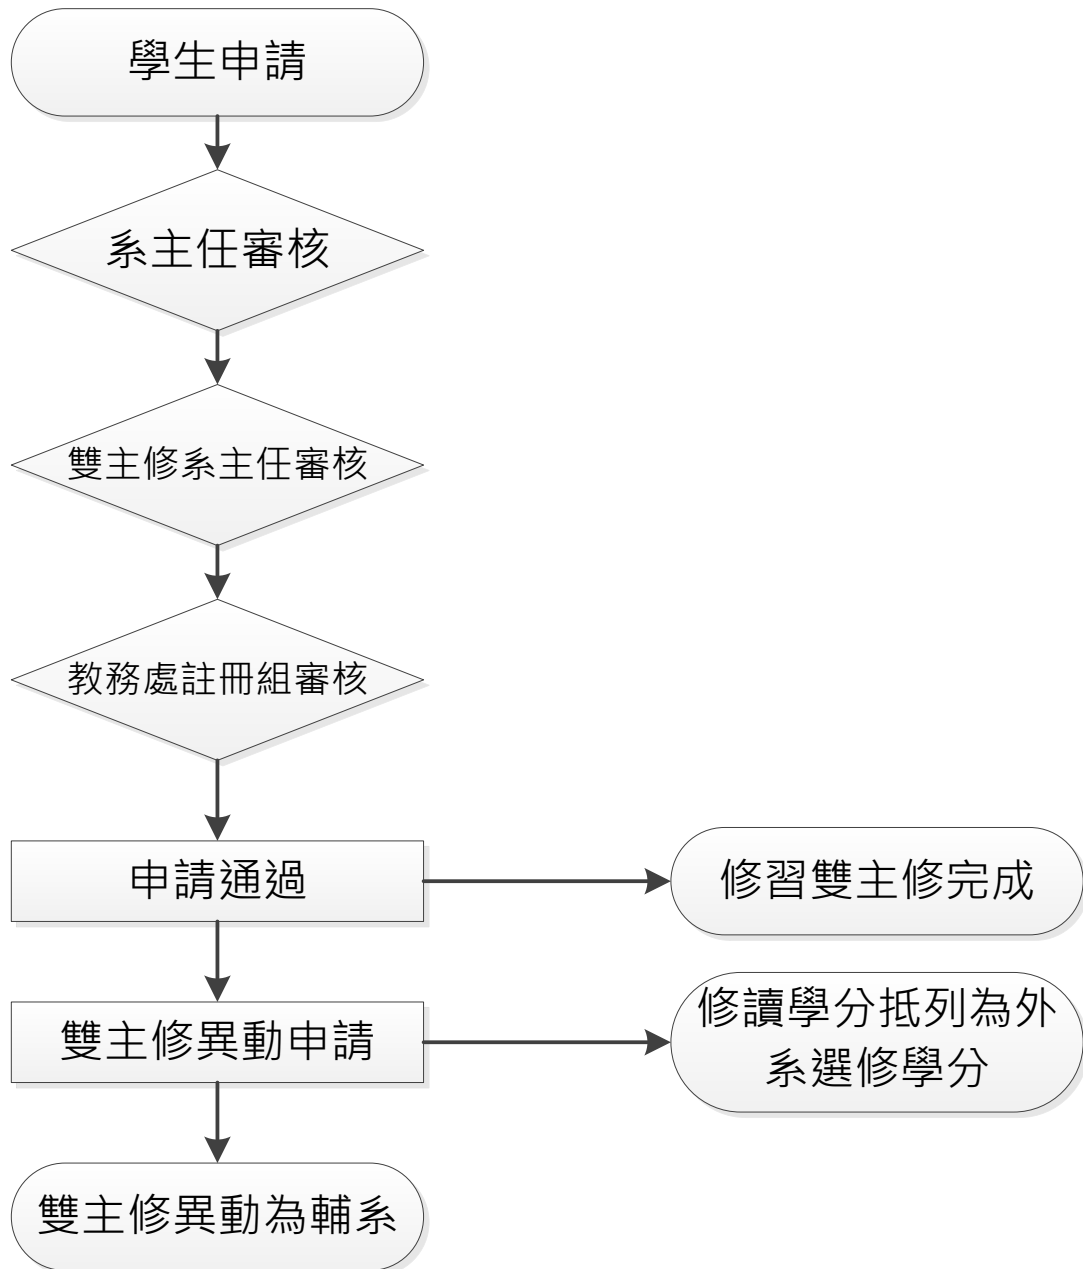 學生申請
系主任審核
雙主修系主任審核
教務處註冊組審核
申請通過
修習雙主修完成
雙主修異動申請
修讀學分抵列為外
系選修學分
雙主修異動為輔系